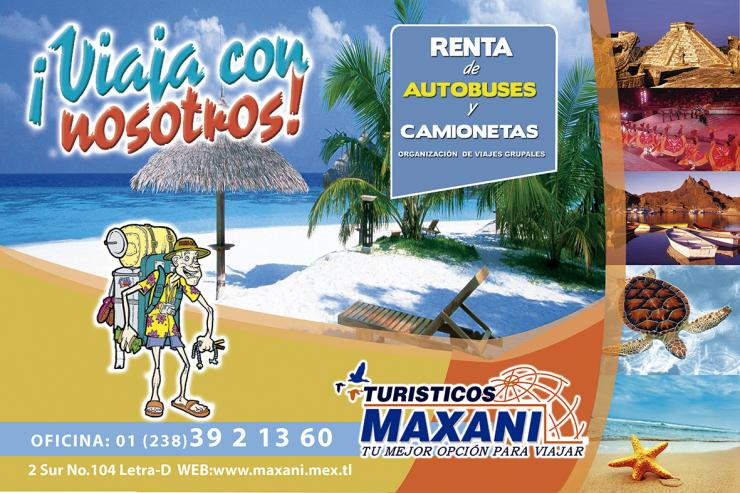 ¡Viaja con
nosotros!
RENTA
de
AUTOBUSES
y
CAMIONETAS
ORGANIZACIÓN DE VIAJES GRUPALES
TURISTICOS
MAXANI
TU MEJOR OPCIÓN PARA VIAJAR
OFICINA: 01 (238)39 2 13 60
2 Sur No.104 Letra-D WEB:www.maxani.mex.tl